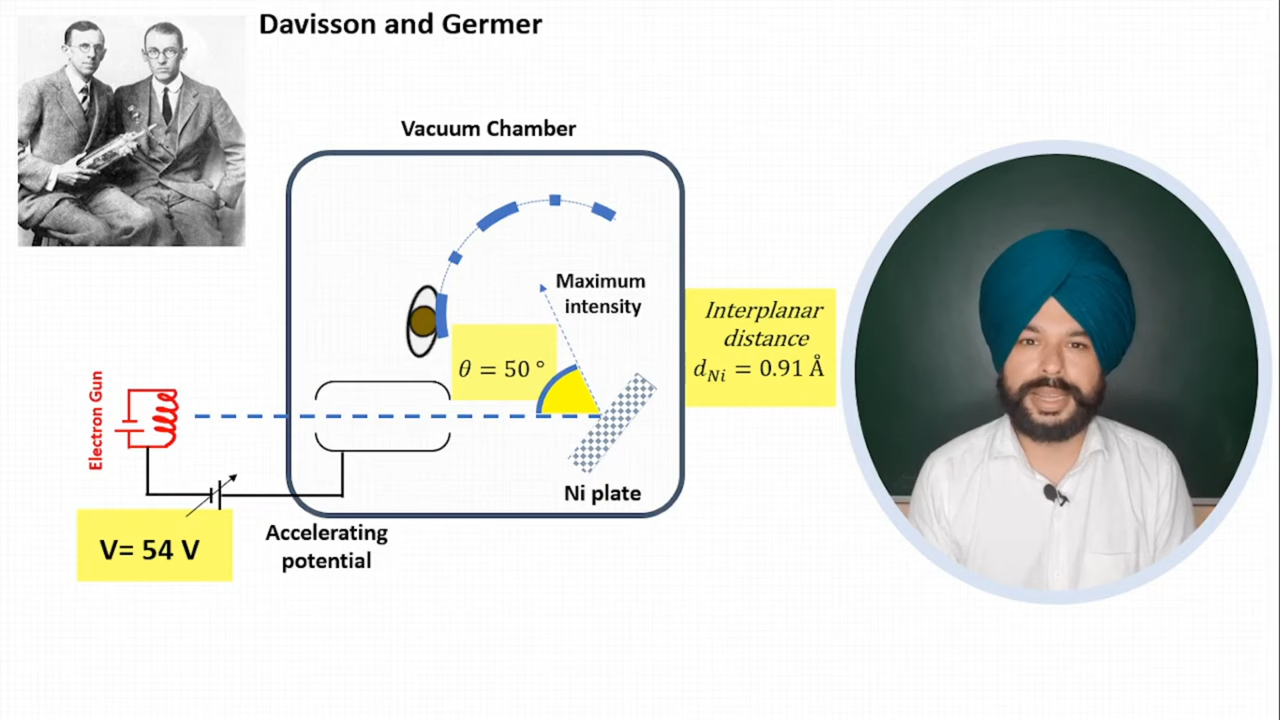 Davisson and Germer
Vacuum Chamber
Maximum
intensity
θ = 50 °
Interplanar
distance
d_Ni = 0.91 Å
Electron Gun
Ni plate
V= 54 V
Accelerating
potential